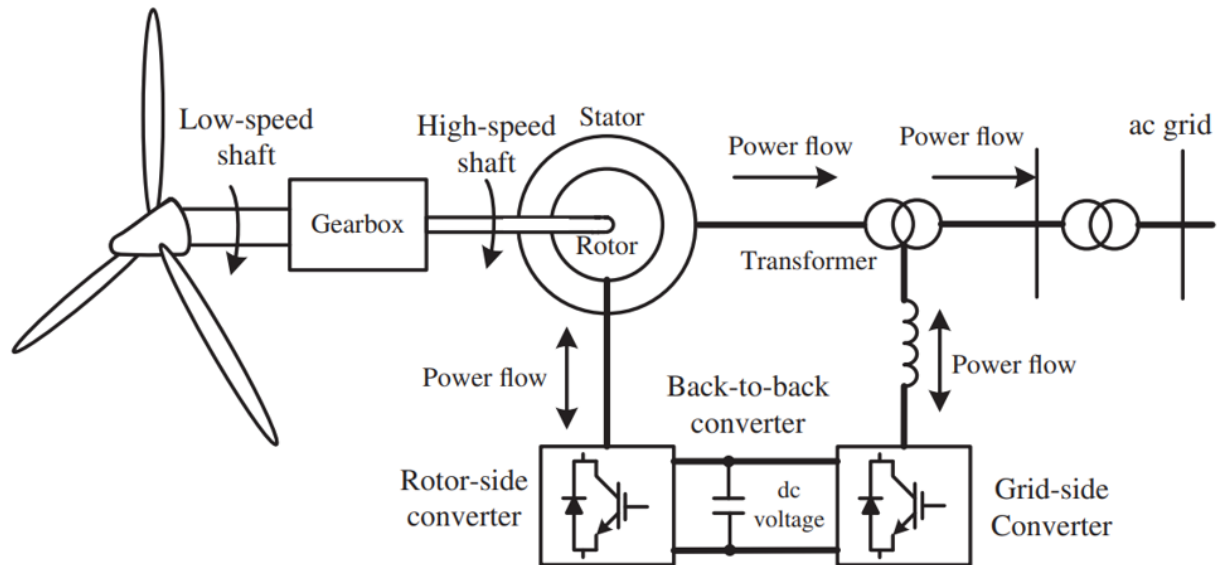 Low-speed
shaft
Gearbox
High-speed
shaft
Stator
Rotor
Power flow
Power flow
ac grid
Transformer
Power flow
Power flow
Back-to-back
converter
Rotor-side
converter
dc
voltage
Grid-side
Converter